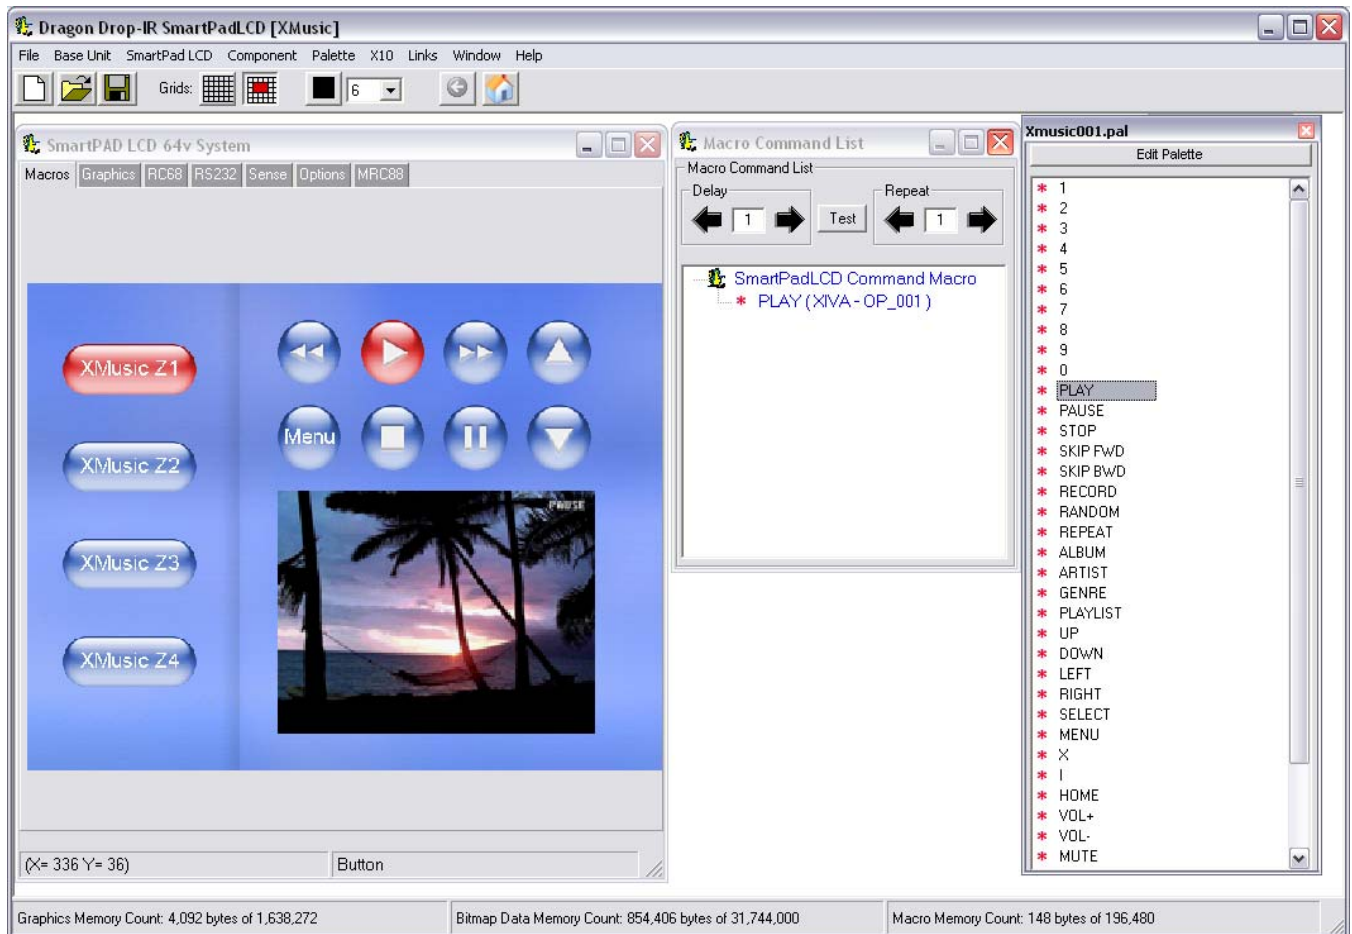 Dragon Drop-IR SmartPadLCD [XMusic]
File Base Unit SmartPad LCD Component Palette X10 Links Window Help
Grids: 6
SmartPAD LCD 64v System
Macros Graphics RC68 RS232 Sense Options MRC88
XMusic Z1
XMusic Z2
XMusic Z3
XMusic Z4
Menu
PAUSE
(X= 336 Y= 36) Button
Macro Command List
Macro Command List
Delay Repeat
1 Test 1
SmartPadLCD Command Macro
* PLAY ( XIVA - OP_001 )
Xmusic001.pal
Edit Palette
* 1
* 2
* 3
* 4
* 5
* 6
* 7
* 8
* 9
* 0
* PLAY
* PAUSE
* STOP
* SKIP FWD
* SKIP BWD
* RECORD
* RANDOM
* REPEAT
* ALBUM
* ARTIST
* GENRE
* PLAYLIST
* UP
* DOWN
* LEFT
* RIGHT
* SELECT
* MENU
* X
* I
* HOME
* VOL+
* VOL-
* MUTE
Graphics Memory Count: 4,092 bytes of 1,638,272 Bitmap Data Memory Count: 854,406 bytes of 31,744,000 Macro Memory Count: 148 bytes of 196,480